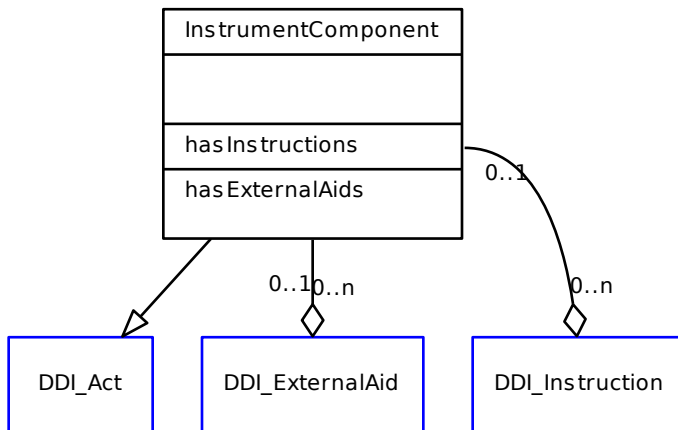 InstrumentComponent
hasInstructions
0..1
hasExternalAids
0..1
0..n
0..n
DDI_Act
DDI_ExternalAid
DDI_Instruction